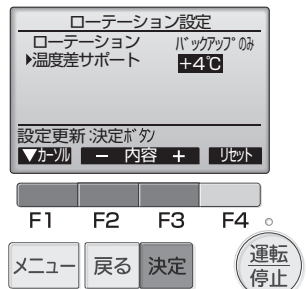 ローテーション設定
ローテーション ﾊﾞｯｸｱｯﾌﾟのみ
▶温度差サポート +4℃
設定更新:決定ﾎﾞﾀﾝ
▼ｶｰｿﾙ － 内容 ＋ ﾘｾｯﾄ
F1 F2 F3 F4
メニュー 戻る 決定 運転
停止